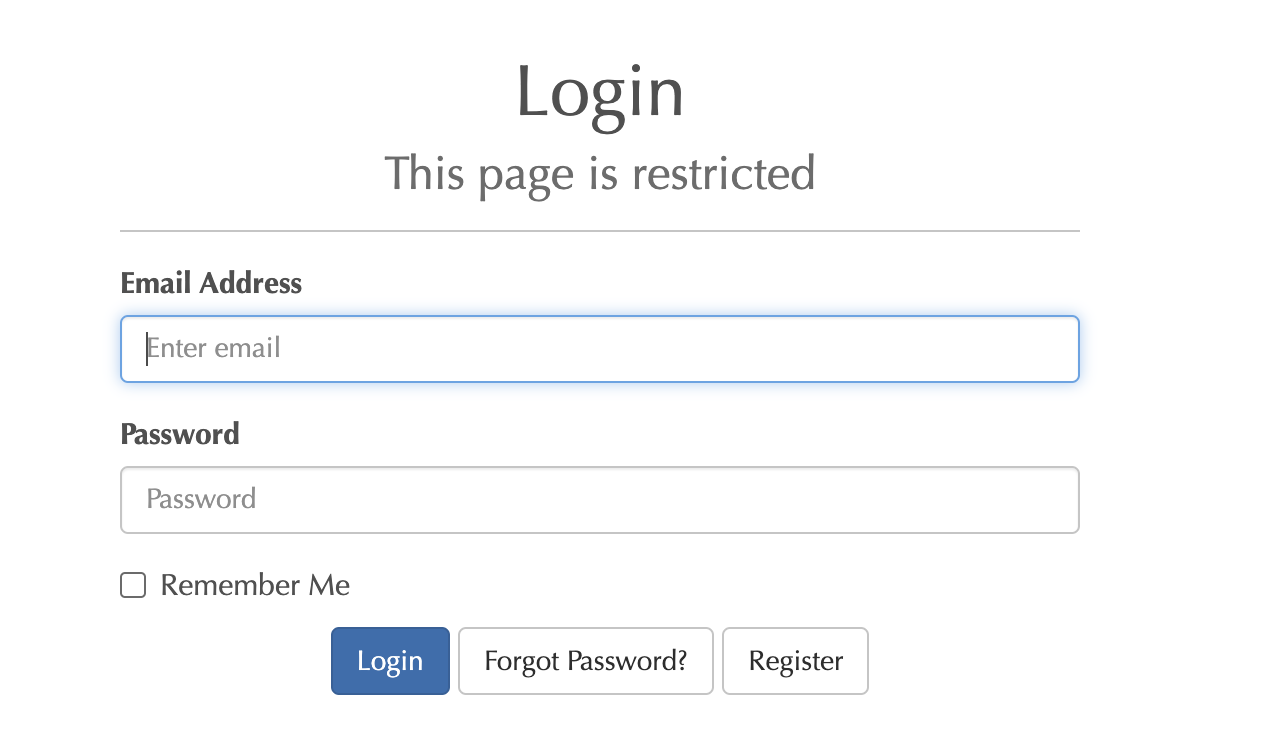 Login
This page is restricted
Email Address
Enter email
Password
Password
Remember Me
Login Forgot Password? Register